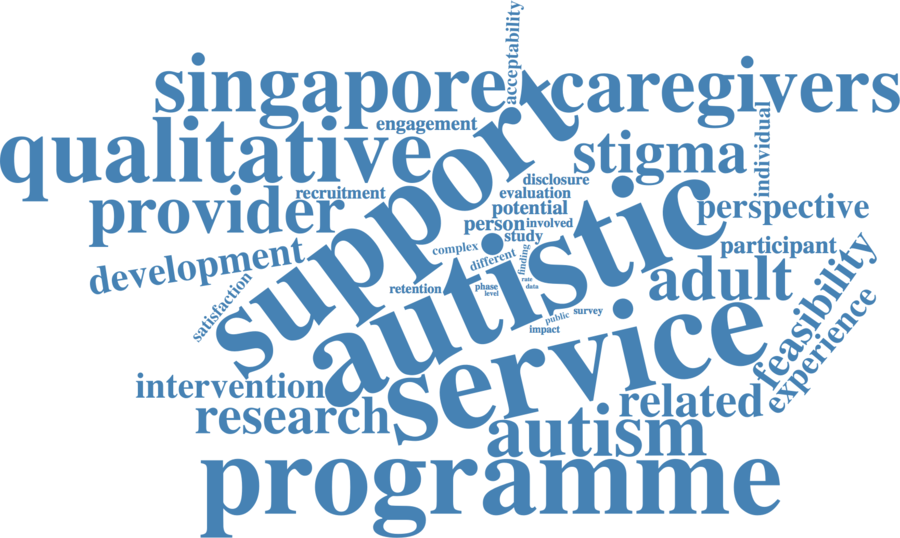 acceptability
singapore
caregivers
engagement
support
qualitative
stigma
individual
disclosure
recruitment
evaluation
provider
potential
perspective
person
involved
study
autistic
participant
development
complex
different
finding
adult
satisfaction
retention
phase
level
rate
data
feasibility
experience
public
survey
impact
service
intervention
research
related
autism
programme